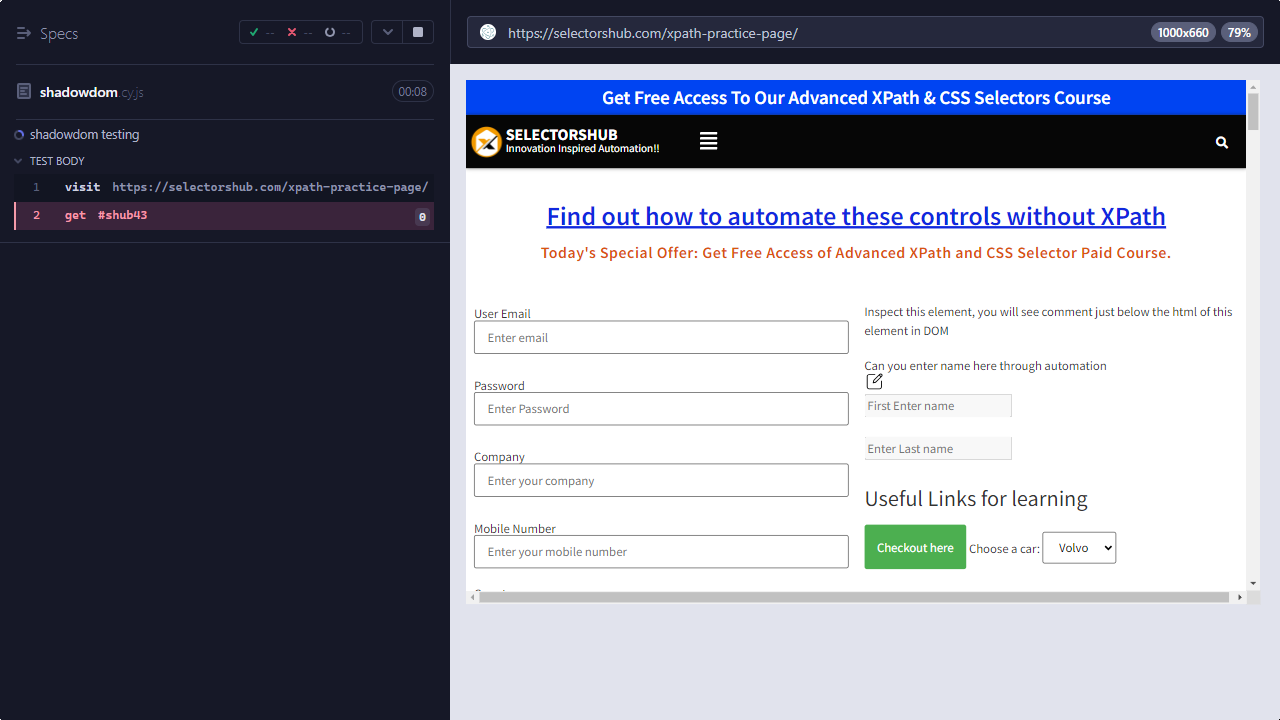 Specs
-- -- --
shadowdom.cy.js
00:08
shadowdom testing
TEST BODY
1 visit https://selectorshub.com/xpath-practice-page/
2 get #shub43 0
https://selectorshub.com/xpath-practice-page/
1000x660 79%
Get Free Access To Our Advanced XPath & CSS Selectors Course
SELECTORSHUB
Innovation Inspired Automation!!
Find out how to automate these controls without XPath
Today's Special Offer: Get Free Access of Advanced XPath and CSS Selector Paid Course.
User Email
Enter email
Password
Enter Password
Company
Enter your company
Mobile Number
Enter your mobile number
Inspect this element, you will see comment just below the html of this
element in DOM
Can you enter name here through automation
First Enter name
Enter Last name
Useful Links for learning
Checkout here Choose a car: Volvo